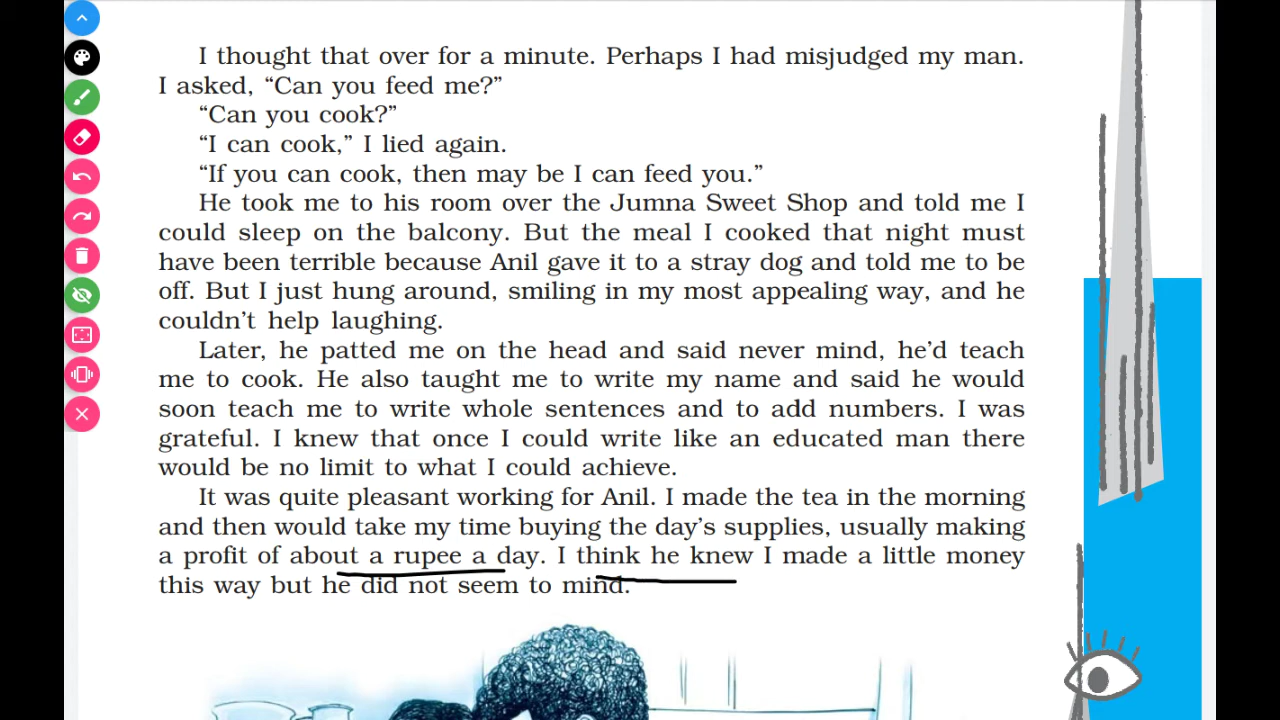 I thought that over for a minute. Perhaps I had misjudged my man.
I asked, “Can you feed me?”
“Can you cook?”
“I can cook,” I lied again.
“If you can cook, then may be I can feed you.”
He took me to his room over the Jumna Sweet Shop and told me I
could sleep on the balcony. But the meal I cooked that night must
have been terrible because Anil gave it to a stray dog and told me to be
off. But I just hung around, smiling in my most appealing way, and he
couldn’t help laughing.
Later, he patted me on the head and said never mind, he’d teach
me to cook. He also taught me to write my name and said he would
soon teach me to write whole sentences and to add numbers. I was
grateful. I knew that once I could write like an educated man there
would be no limit to what I could achieve.
It was quite pleasant working for Anil. I made the tea in the morning
and then would take my time buying the day’s supplies, usually making
a profit of about a rupee a day. I think he knew I made a little money
this way but he did not seem to mind.